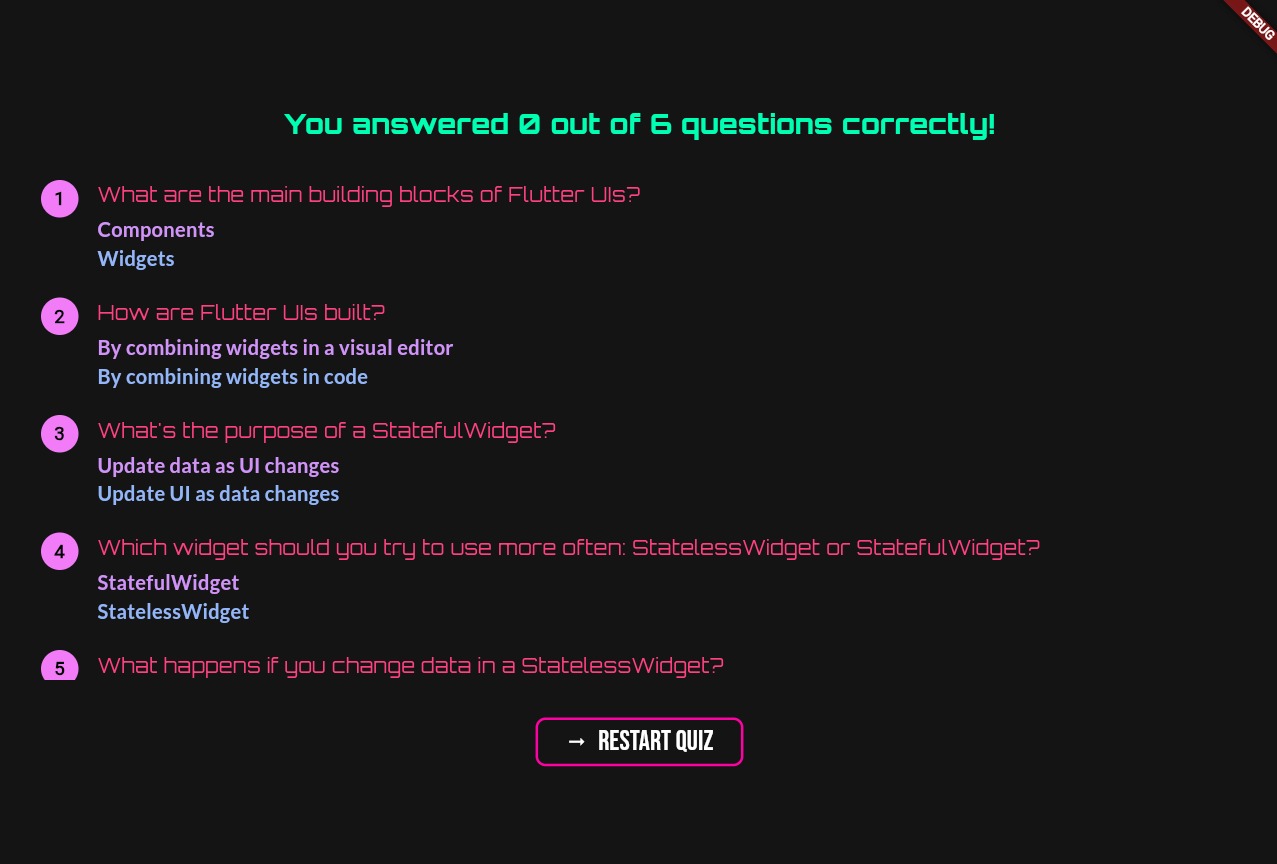 DEBUG
You answered 0 out of 6 questions correctly!
1
What are the main building blocks of Flutter UIs?
Components
Widgets
2
How are Flutter UIs built?
By combining widgets in a visual editor
By combining widgets in code
3
What's the purpose of a StatefulWidget?
Update data as UI changes
Update UI as data changes
4
Which widget should you try to use more often: StatelessWidget or StatefulWidget?
StatefulWidget
StatelessWidget
5
What happens if you change data in a StatelessWidget?
→ RESTART QUIZ